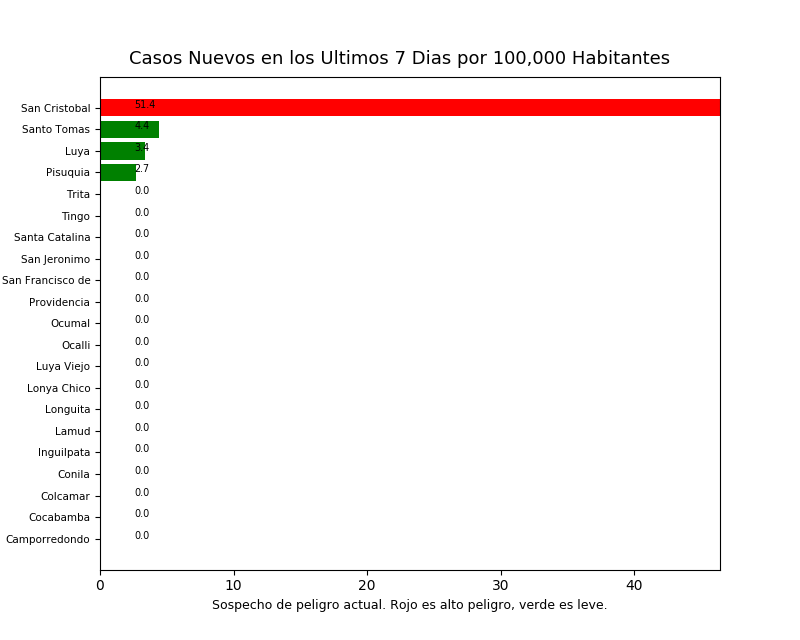 Casos Nuevos en los Ultimos 7 Dias por 100,000 Habitantes
San Cristobal 51.4
Santo Tomas 4.4
Luya 3.4
Pisuquia 2.7
Trita 0.0
Tingo 0.0
Santa Catalina 0.0
San Jeronimo 0.0
San Francisco de 0.0
Providencia 0.0
Ocumal 0.0
Ocalli 0.0
Luya Viejo 0.0
Lonya Chico 0.0
Longuita 0.0
Lamud 0.0
Inguilpata 0.0
Conila 0.0
Colcamar 0.0
Cocabamba 0.0
Camporredondo 0.0
0 10 20 30 40
Sospecho de peligro actual. Rojo es alto peligro, verde es leve.